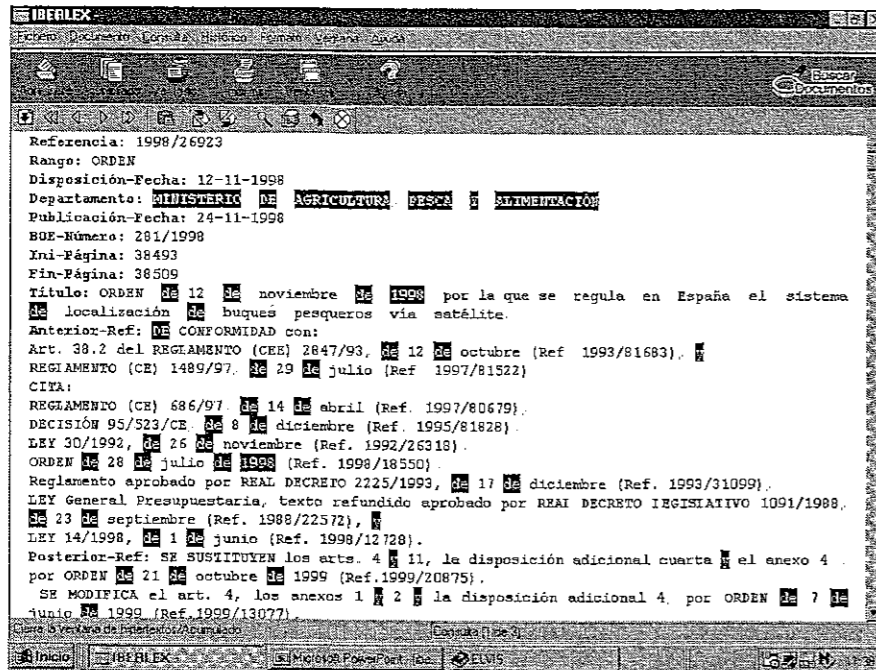 IBERLEX
Fichero Documento Consulta Histórico Formato Ventana Ayuda
Buscar
Documentos
Referencia: 1998/26923
Rango: ORDEN
Disposición-Fecha: 12-11-1998
Departamento: MINISTERIO DE AGRICULTURA, PESCA y ALIMENTACIÓN
Publicación-Fecha: 24-11-1998
BOE-Número: 281/1998
Ini-Página: 38493
Fin-Página: 38509
Título: ORDEN de 12 de noviembre de 1998 por la que se regula en España el sistema
de localización de buques pesqueros vía satélite.
Anterior-Ref: DE CONFORMIDAD con:
Art. 38.2 del REGLAMENTO (CEE) 2847/93, de 12 de octubre (Ref 1993/81683), y
REGLAMENTO (CE) 1489/97, de 29 de julio (Ref 1997/81522)
CITA:
REGLAMENTO (CE) 686/97 de 14 de abril (Ref. 1997/80679).
DECISIÓN 95/523/CE de 8 de diciembre (Ref. 1995/81828).
LEY 30/1992, de 26 de noviembre (Ref. 1992/26318).
ORDEN de 28 de julio de 1998 (Ref. 1998/18550).
Reglamento aprobado por REAL DECRETO 2225/1993, de 17 de diciembre (Ref. 1993/31099).
LEY General Presupuestaria, texto refundido aprobado por REAL DECRETO LEGISLATIVO 1091/1988,
de 23 de septiembre (Ref. 1988/22572), y
LEY 14/1998, de 1 de junio (Ref. 1998/12728).
Posterior-Ref: SE SUSTITUYEN los arts. 4 y 11, la disposición adicional cuarta y el anexo 4
por ORDEN de 21 de octubre de 1999 (Ref.1999/20875).
SE MODIFICA el art. 4, los anexos 1 y 2 y la disposición adicional 4, por ORDEN de 7 de
junio de 1999 (Ref.1999/13077).
Cierra la ventana de Hipertextos/Acumulado Consulta (1 de 3)
Inicio IBERLEX Microsoft PowerPoint ELVIS